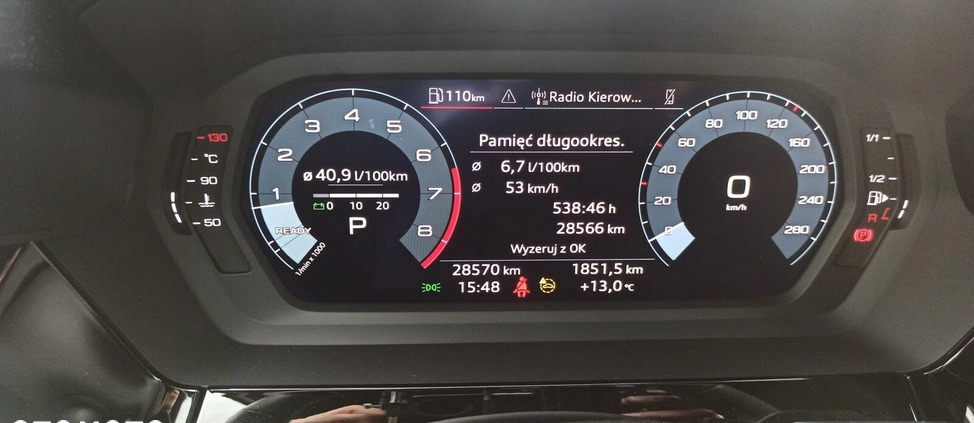 110km
Radio Kierow...
Pamięć długookres.
ø 6,7 l/100km
ø 53 km/h
538:46 h
28566 km
Wyzeruj z OK
28570 km
1851,5 km
15:48
+13,0 °C
130
°C
90
50
1
2
3
4
5
6
7
8
READY
1/min x 1000
ø 40,9 l/100km
0 10 20
P
0
20
40
60
80
100
120
160
200
240
280
0
km/h
1/1
1/2
R
(P)